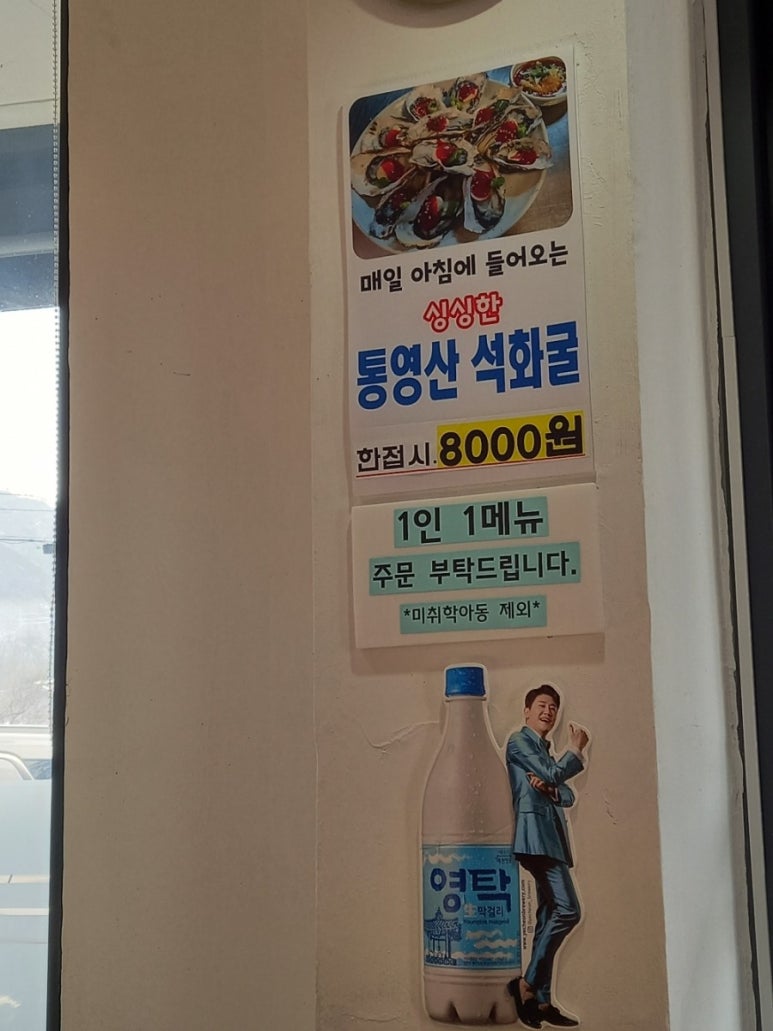 매일 아침에 들어오는
싱싱한
통영산 석화굴
한접시.8000원
1인 1메뉴
주문 부탁드립니다.
*미취학아동 제외*
영탁
生막걸리